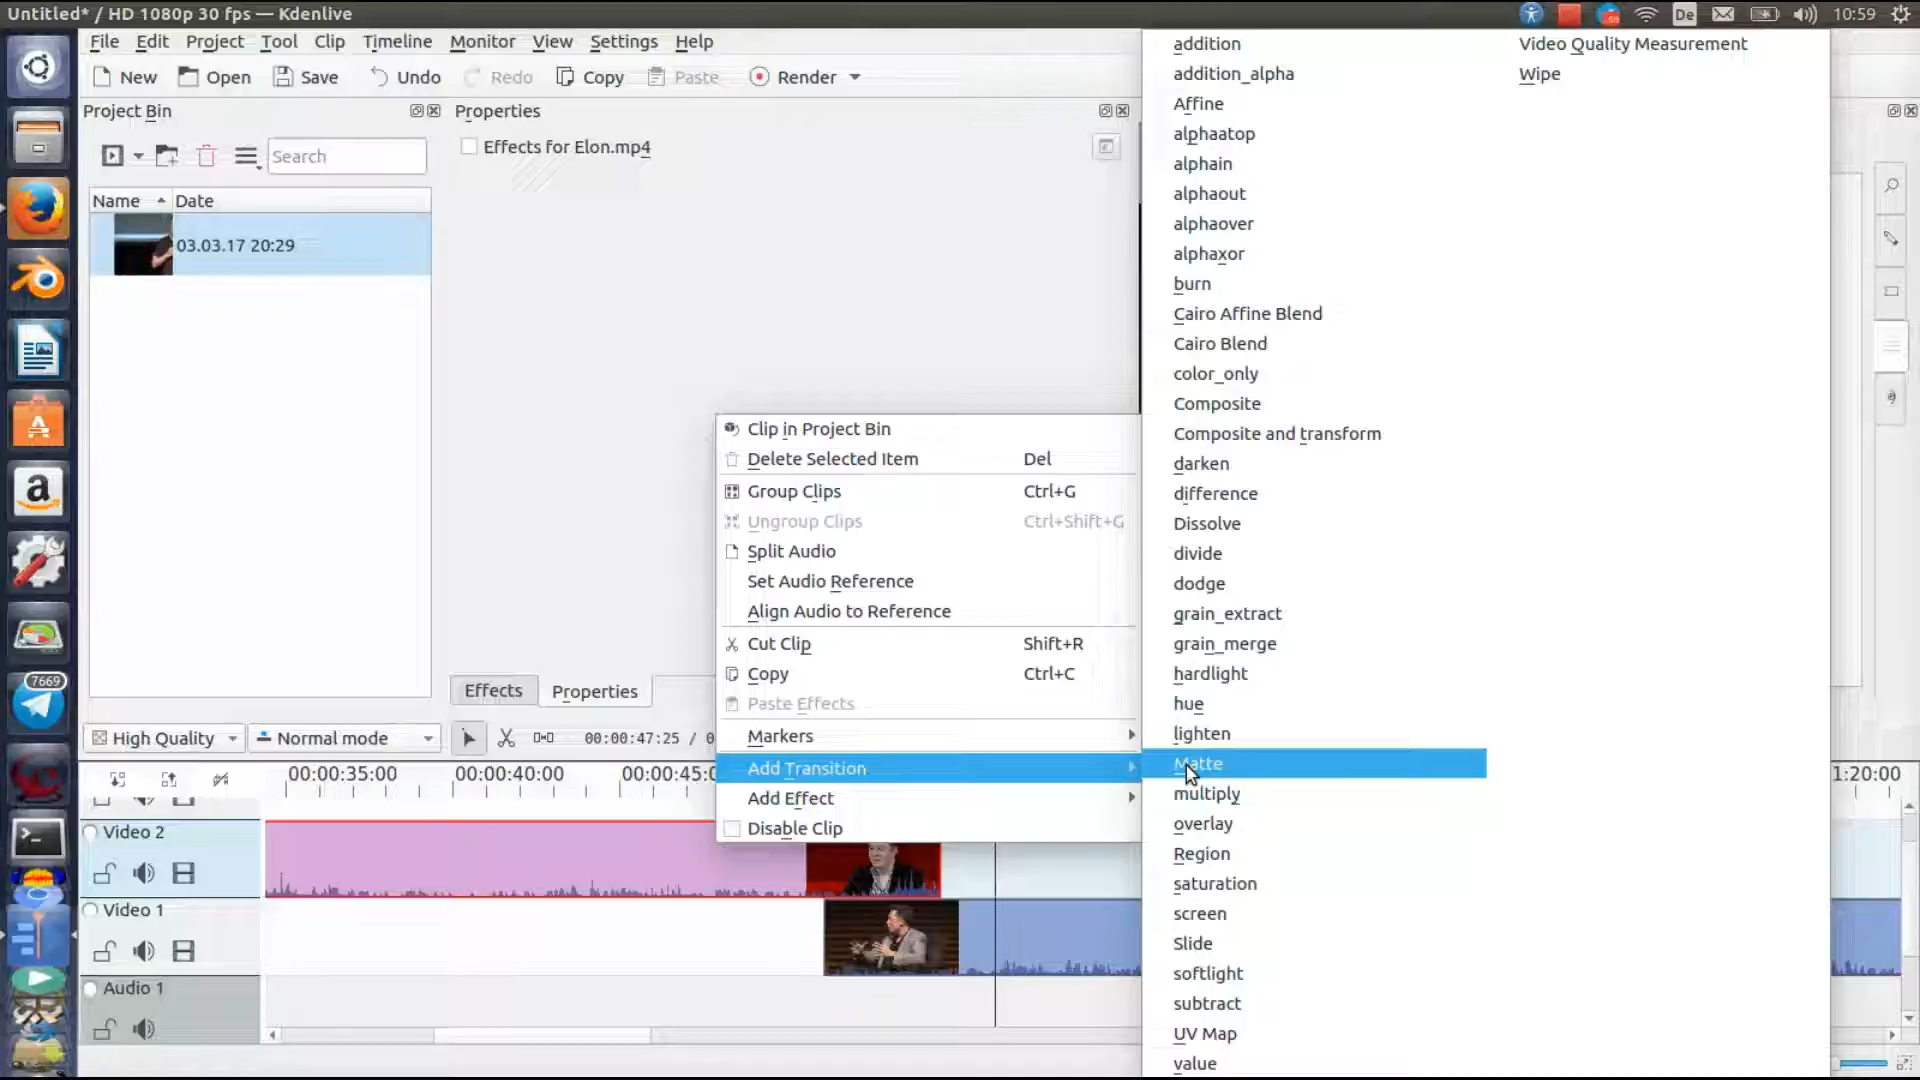 Untitled* / HD 1080p 30 fps — Kdenlive
De
10:59
File Edit Project Tool Clip Timeline Monitor View Settings Help
New Open Save Undo Redo Copy Paste Render
Project Bin
Properties
Search
Effects for Elon.mp4
Name Date
03.03.17 20:29
Clip in Project Bin
Delete Selected Item Del
Group Clips Ctrl+G
Ungroup Clips Ctrl+Shift+G
Split Audio
Set Audio Reference
Align Audio to Reference
Cut Clip Shift+R
Copy Ctrl+C
Paste Effects
Markers
Add Transition
Add Effect
Disable Clip
addition
addition_alpha
Affine
alphaatop
alphain
alphaout
alphaover
alphaxor
burn
Cairo Affine Blend
Cairo Blend
color_only
Composite
Composite and transform
darken
difference
Dissolve
divide
dodge
grain_extract
grain_merge
hardlight
hue
lighten
Matte
multiply
overlay
Region
saturation
screen
Slide
softlight
subtract
UV Map
value
Video Quality Measurement
Wipe
Effects Properties
7669
High Quality Normal mode 00:00:47:25 / 0
00:00:35:00 00:00:40:00 00:00:45:0 1:20:00
Video 2
Video 1
Audio 1